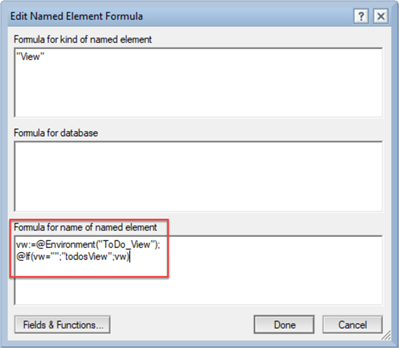 Edit Named Element Formula
Formula for kind of named element
"View"
Formula for database
Formula for name of named element
vw:=@Environment("ToDo_View");
@If(vw="";"todosView";vw)
Fields & Functions...
Done
Cancel